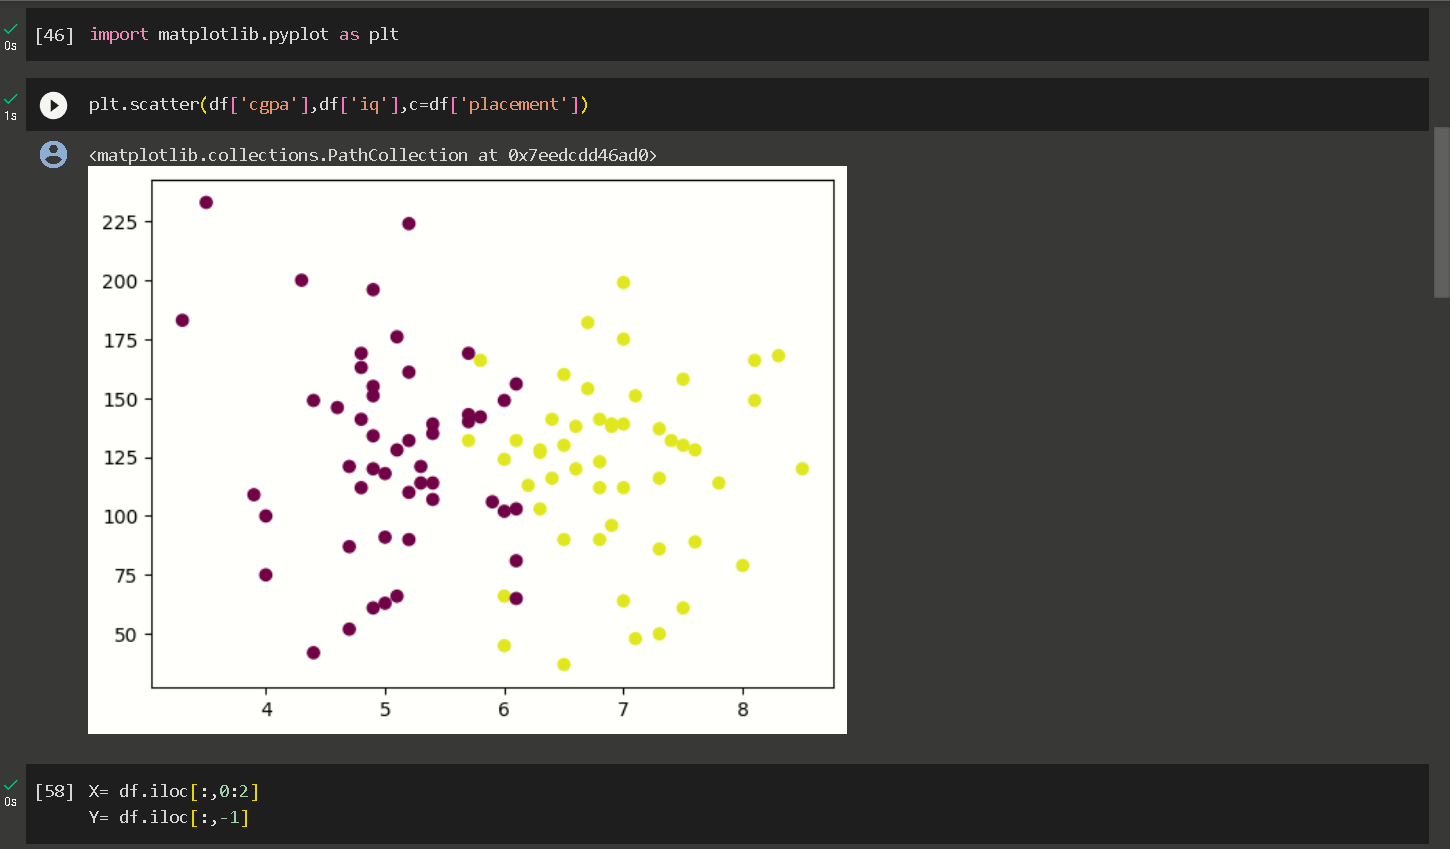 [46] import matplotlib.pyplot as plt
0s
plt.scatter(df['cgpa'],df['iq'],c=df['placement'])
1s
<matplotlib.collections.PathCollection at 0x7eedcdd46ad0>
225
200
175
150
125
100
75
50
4 5 6 7 8
[58] X= df.iloc[:,0:2]
0s
Y= df.iloc[:,-1]